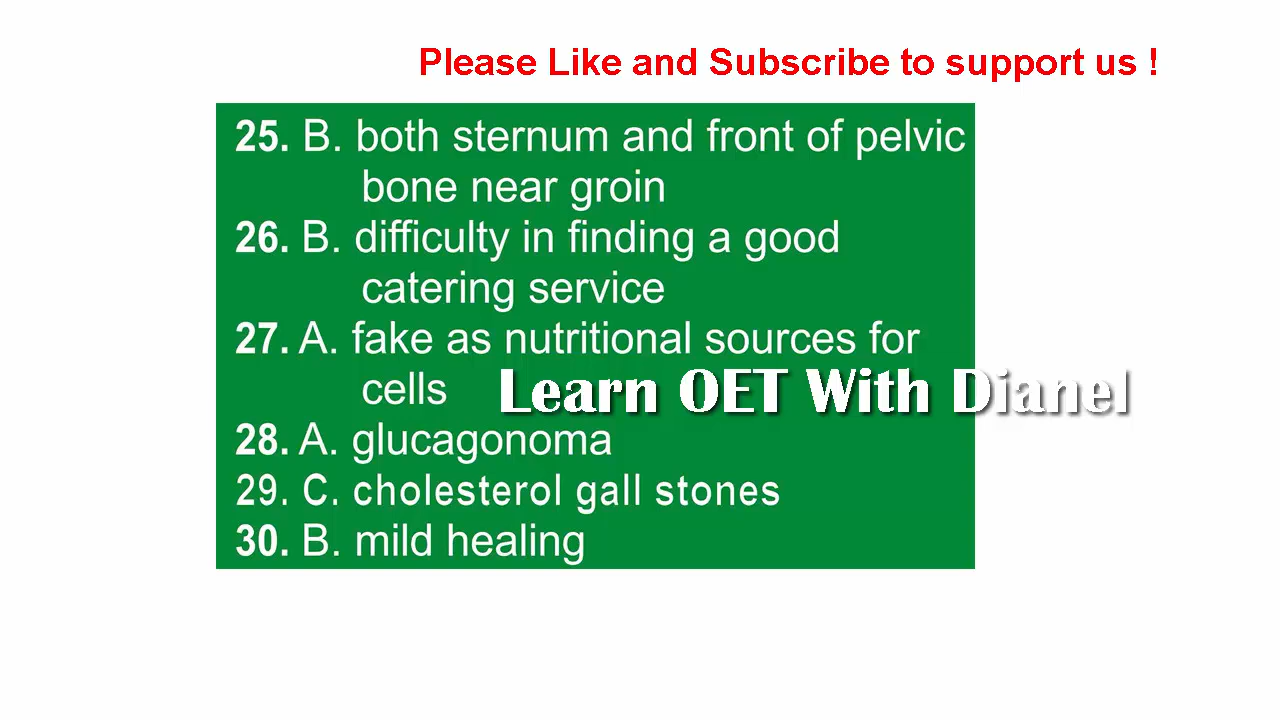 Please Like and Subscribe to support us !
25. B. both sternum and front of pelvic
bone near groin
26. B. difficulty in finding a good
catering service
27. A. fake as nutritional sources for
cells
Learn OET With Dianel
28. A. glucagonoma
29. C. cholesterol gall stones
30. B. mild healing